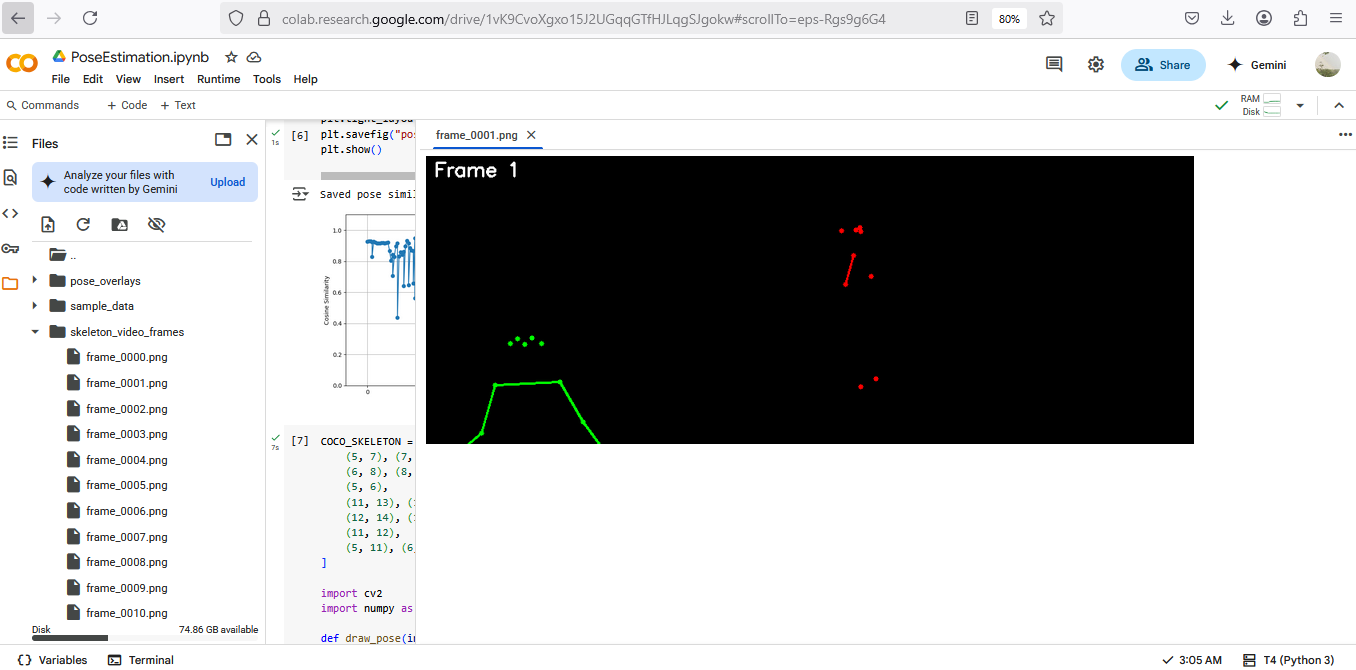 colab.research.google.com/drive/1vK9CvoXgxo15J2UGqqGTfHJLqgSJgokw#scrollTo=eps-Rgs9g6G4
80%
PoseEstimation.ipynb
File Edit View Insert Runtime Tools Help
Share
Gemini
Commands + Code + Text
RAM
Disk
Files
Analyze your files with
code written by Gemini
Upload
..
pose_overlays
sample_data
skeleton_video_frames
frame_0000.png
frame_0001.png
frame_0002.png
frame_0003.png
frame_0004.png
frame_0005.png
frame_0006.png
frame_0007.png
frame_0008.png
frame_0009.png
frame_0010.png
Disk
74.86 GB available
1s
[6]
plt.savefig("po
plt.show()
Saved pose simil
1.0
0.8
0.6
0.4
0.2
0.0
Cosine Similarity
0
7s
[7]
COCO_SKELETON =
(5, 7), (7,
(6, 8), (8,
(5, 6),
(11, 13), (
(12, 14), (
(11, 12),
(5, 11), (6
]
import cv2
import numpy as
def draw_pose(i
frame_0001.png
Frame 1
Variables
Terminal
3:05 AM
T4 (Python 3)